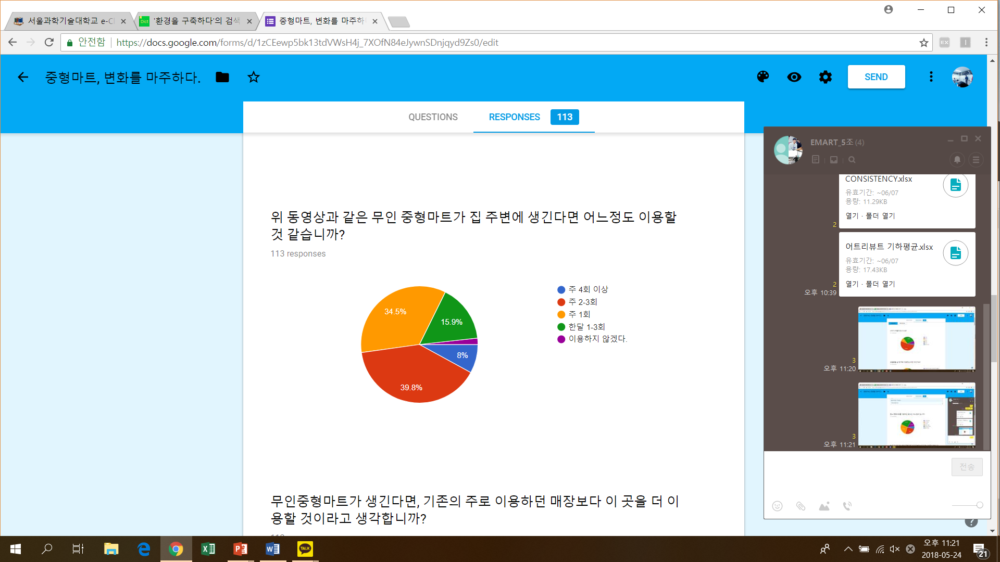 서울과학기술대학교 e-Cl
'환경을 구축하다'의 검색
중형마트, 변화를 마주하
안전함
https://docs.google.com/forms/d/1zCEewp5bk13tdVWsH4j_7XOfN84eJywnSDnjqyd9Zs0/edit
중형마트, 변화를 마주하다.
SEND
QUESTIONS
RESPONSES 113
위 동영상과 같은 무인 중형마트가 집 주변에 생긴다면 어느정도 이용할
것 같습니까?
113 responses
34.5%
15.9%
8%
39.8%
주 4회 이상
주 2-3회
주 1회
한달 1-3회
이용하지 않겠다.
무인중형마트가 생긴다면, 기존의 주로 이용하던 매장보다 이 곳을 더 이
용할 것이라고 생각합니까?
EMART_5조 (4)
CONSISTENCY.xlsx
유효기간: ~06/07
용량: 11.29KB
열기 · 폴더 열기
2
어트리뷰트 기하평균.xlsx
유효기간: ~06/07
용량: 17.43KB
열기 · 폴더 열기
2
오후 10:39
3
오후 11:20
3
오후 11:21
전송
오후 11:21
2018-05-24
21